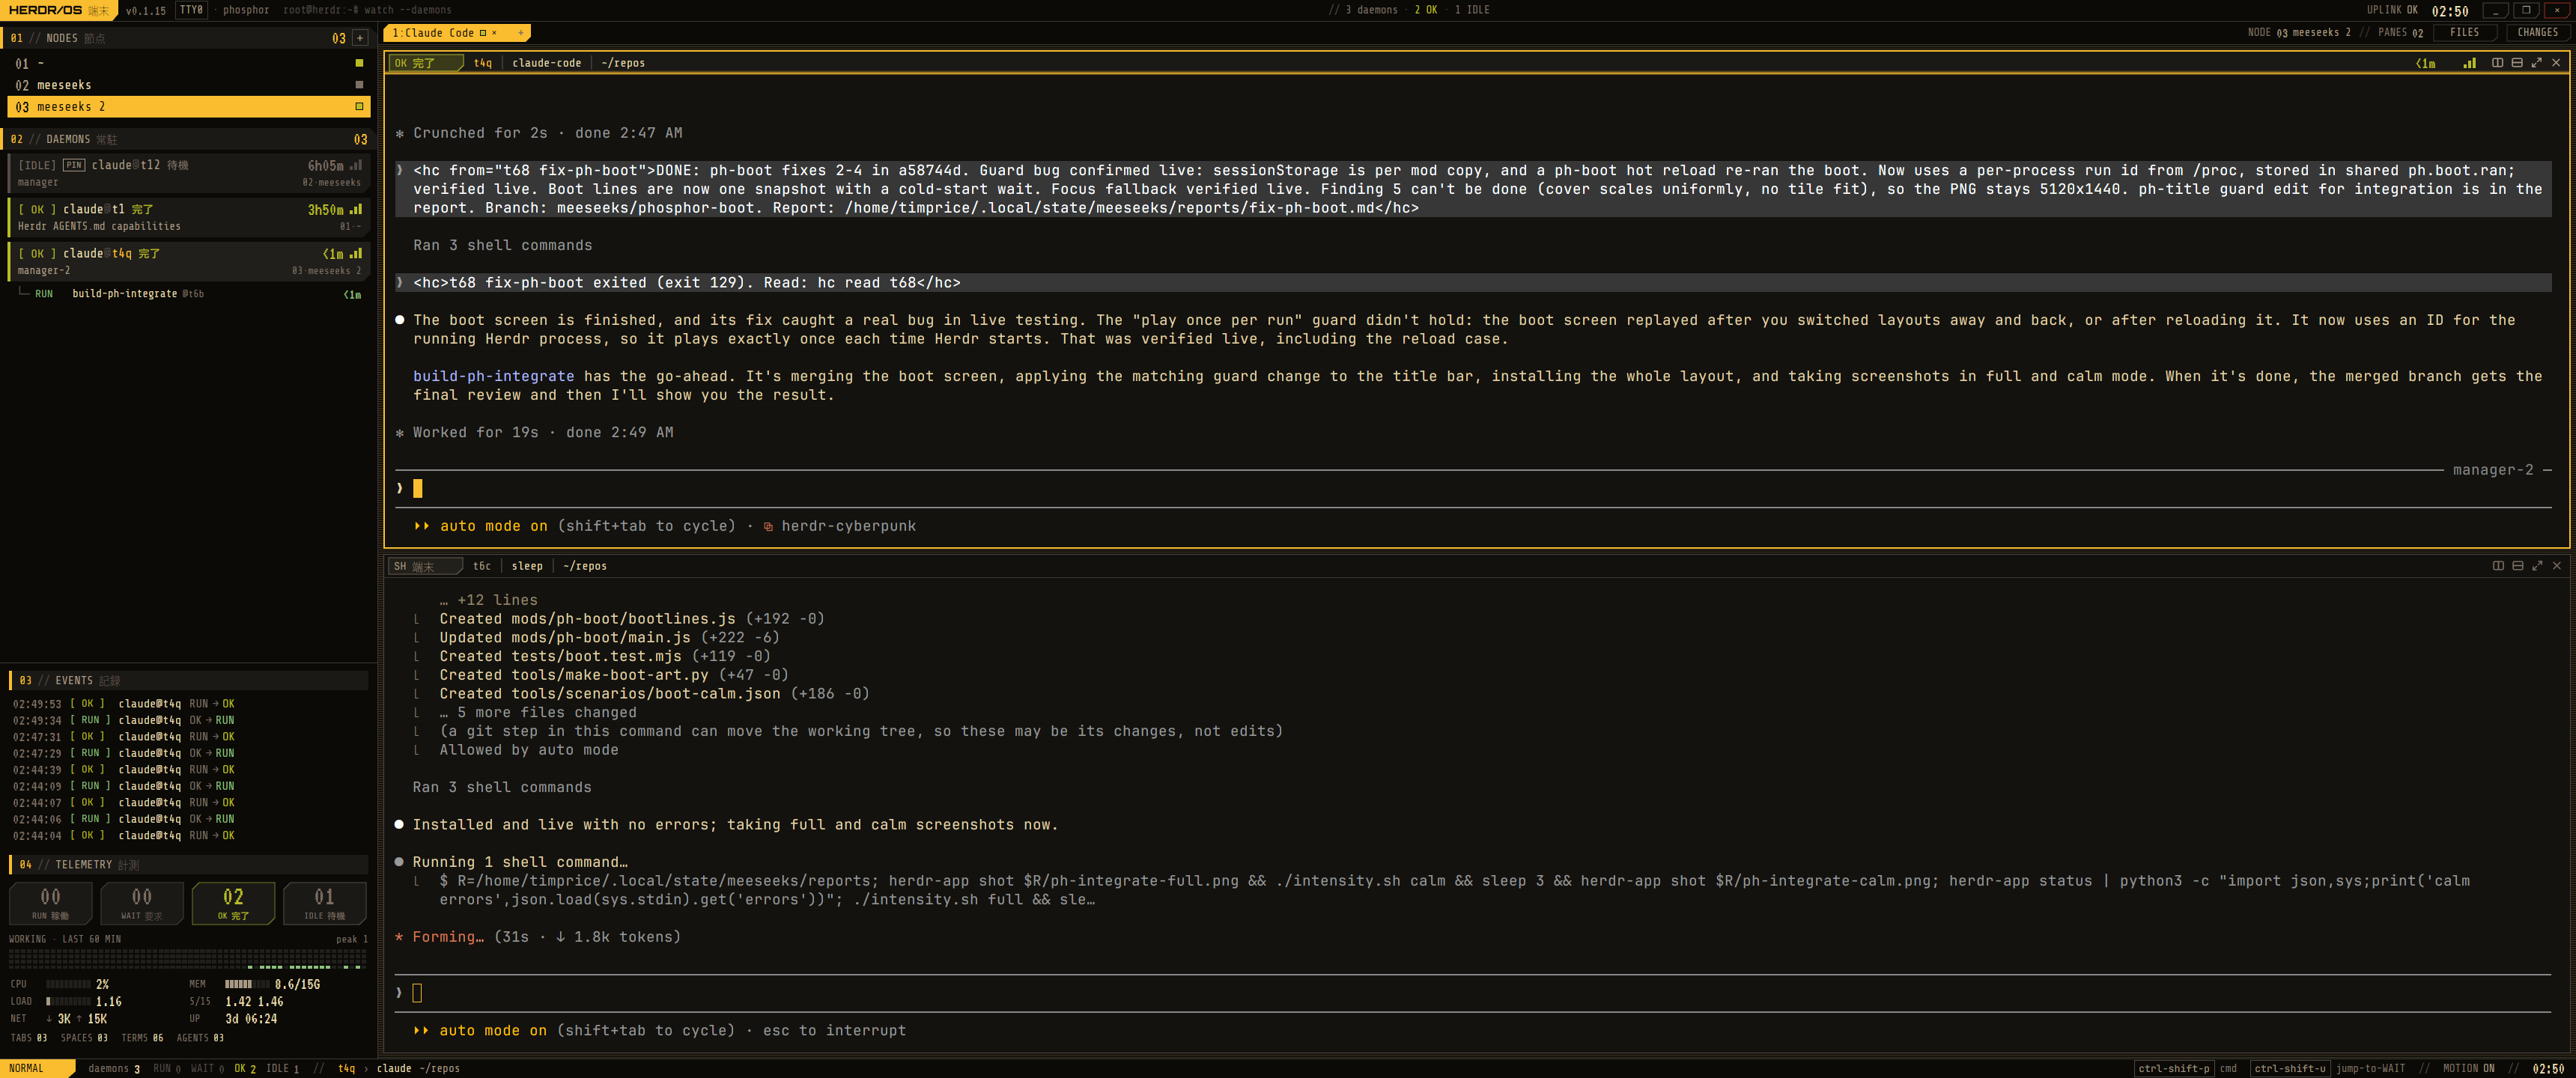 HERDR/OS 端末 v0.1.15 TTY0 · phosphor root@herdr:~# watch --daemons
// 3 daemons · 2 OK · 1 IDLE
UPLINK OK 02:50
01 // NODES 節点 03 +
01 ~
02 meeseeks
03 meeseeks 2
02 // DAEMONS 常駐 03
[IDLE] PIN claude@t12 待機 6h05m
manager 02·meeseeks
[ OK ] claude@t1 完了 3h50m
Herdr AGENTS.md capabilities 01·~
[ OK ] claude@t4q 完了 <1m
manager-2 03·meeseeks 2
RUN build-ph-integrate @t6b <1m
03 // EVENTS 記録
02:49:53 [ OK ] claude@t4q RUN → OK
02:49:34 [ RUN ] claude@t4q OK → RUN
02:47:31 [ OK ] claude@t4q RUN → OK
02:47:29 [ RUN ] claude@t4q OK → RUN
02:44:39 [ OK ] claude@t4q RUN → OK
02:44:09 [ RUN ] claude@t4q OK → RUN
02:44:07 [ OK ] claude@t4q RUN → OK
02:44:06 [ RUN ] claude@t4q OK → RUN
02:44:04 [ OK ] claude@t4q RUN → OK
04 // TELEMETRY 計測
00 00 02 01
RUN 稼働 WAIT 要求 OK 完了 IDLE 待機
WORKING · LAST 60 MIN peak 1
CPU 2% MEM 8.6/15G
LOAD 1.16 5/15 1.42 1.46
NET ↓ 3K ↑ 15K UP 3d 06:24
TABS 03 SPACES 03 TERMS 06 AGENTS 03
1:Claude Code × +
NODE 03 meeseeks 2 // PANES 02 FILES CHANGES
OK 完了 t4q claude-code ~/repos <1m
✻ Crunched for 2s · done 2:47 AM
❯ <hc from="t68 fix-ph-boot">DONE: ph-boot fixes 2-4 in a58744d. Guard bug confirmed live: sessionStorage is per mod copy, and a ph-boot hot reload re-ran the boot. Now uses a per-process run id from /proc, stored in shared ph.boot.ran;
verified live. Boot lines are now one snapshot with a cold-start wait. Focus fallback verified live. Finding 5 can't be done (cover scales uniformly, no tile fit), so the PNG stays 5120x1440. ph-title guard edit for integration is in the
report. Branch: meeseeks/phosphor-boot. Report: /home/timprice/.local/state/meeseeks/reports/fix-ph-boot.md</hc>
Ran 3 shell commands
❯ <hc>t68 fix-ph-boot exited (exit 129). Read: hc read t68</hc>
● The boot screen is finished, and its fix caught a real bug in live testing. The "play once per run" guard didn't hold: the boot screen replayed after you switched layouts away and back, or after reloading it. It now uses an ID for the
running Herdr process, so it plays exactly once each time Herdr starts. That was verified live, including the reload case.
build-ph-integrate has the go-ahead. It's merging the boot screen, applying the matching guard change to the title bar, installing the whole layout, and taking screenshots in full and calm mode. When it's done, the merged branch gets the
final review and then I'll show you the result.
✻ Worked for 19s · done 2:49 AM
manager-2
❯
⏵⏵ auto mode on (shift+tab to cycle) · ⧉ herdr-cyberpunk
SH 端末 t6c sleep ~/repos
… +12 lines
⎿ Created mods/ph-boot/bootlines.js (+192 -0)
⎿ Updated mods/ph-boot/main.js (+222 -6)
⎿ Created tests/boot.test.mjs (+119 -0)
⎿ Created tools/make-boot-art.py (+47 -0)
⎿ Created tools/scenarios/boot-calm.json (+186 -0)
⎿ … 5 more files changed
⎿ (a git step in this command can move the working tree, so these may be its changes, not edits)
⎿ Allowed by auto mode
Ran 3 shell commands
● Installed and live with no errors; taking full and calm screenshots now.
● Running 1 shell command…
⎿ $ R=/home/timprice/.local/state/meeseeks/reports; herdr-app shot $R/ph-integrate-full.png && ./intensity.sh calm && sleep 3 && herdr-app shot $R/ph-integrate-calm.png; herdr-app status | python3 -c "import json,sys;print('calm
errors',json.load(sys.stdin).get('errors'))"; ./intensity.sh full && sle…
* Forming… (31s · ↓ 1.8k tokens)
❯
⏵⏵ auto mode on (shift+tab to cycle) · esc to interrupt
NORMAL daemons 3 RUN 0 WAIT 0 OK 2 IDLE 1 // t4q › claude ~/repos
ctrl-shift-p cmd ctrl-shift-u jump-to-WAIT // MOTION ON // 02:50